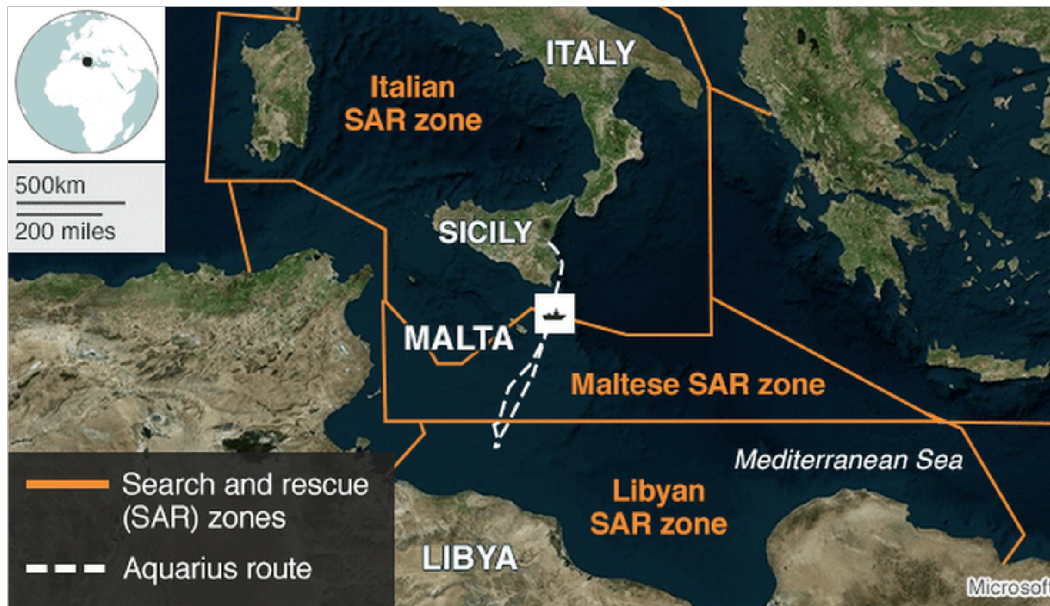 ITALY
Italian
SAR zone
500km
200 miles
SICILY
MALTA
Maltese SAR zone
Mediterranean Sea
Search and rescue
(SAR) zones
Libyan
SAR zone
LIBYA
Aquarius route
Microsoft